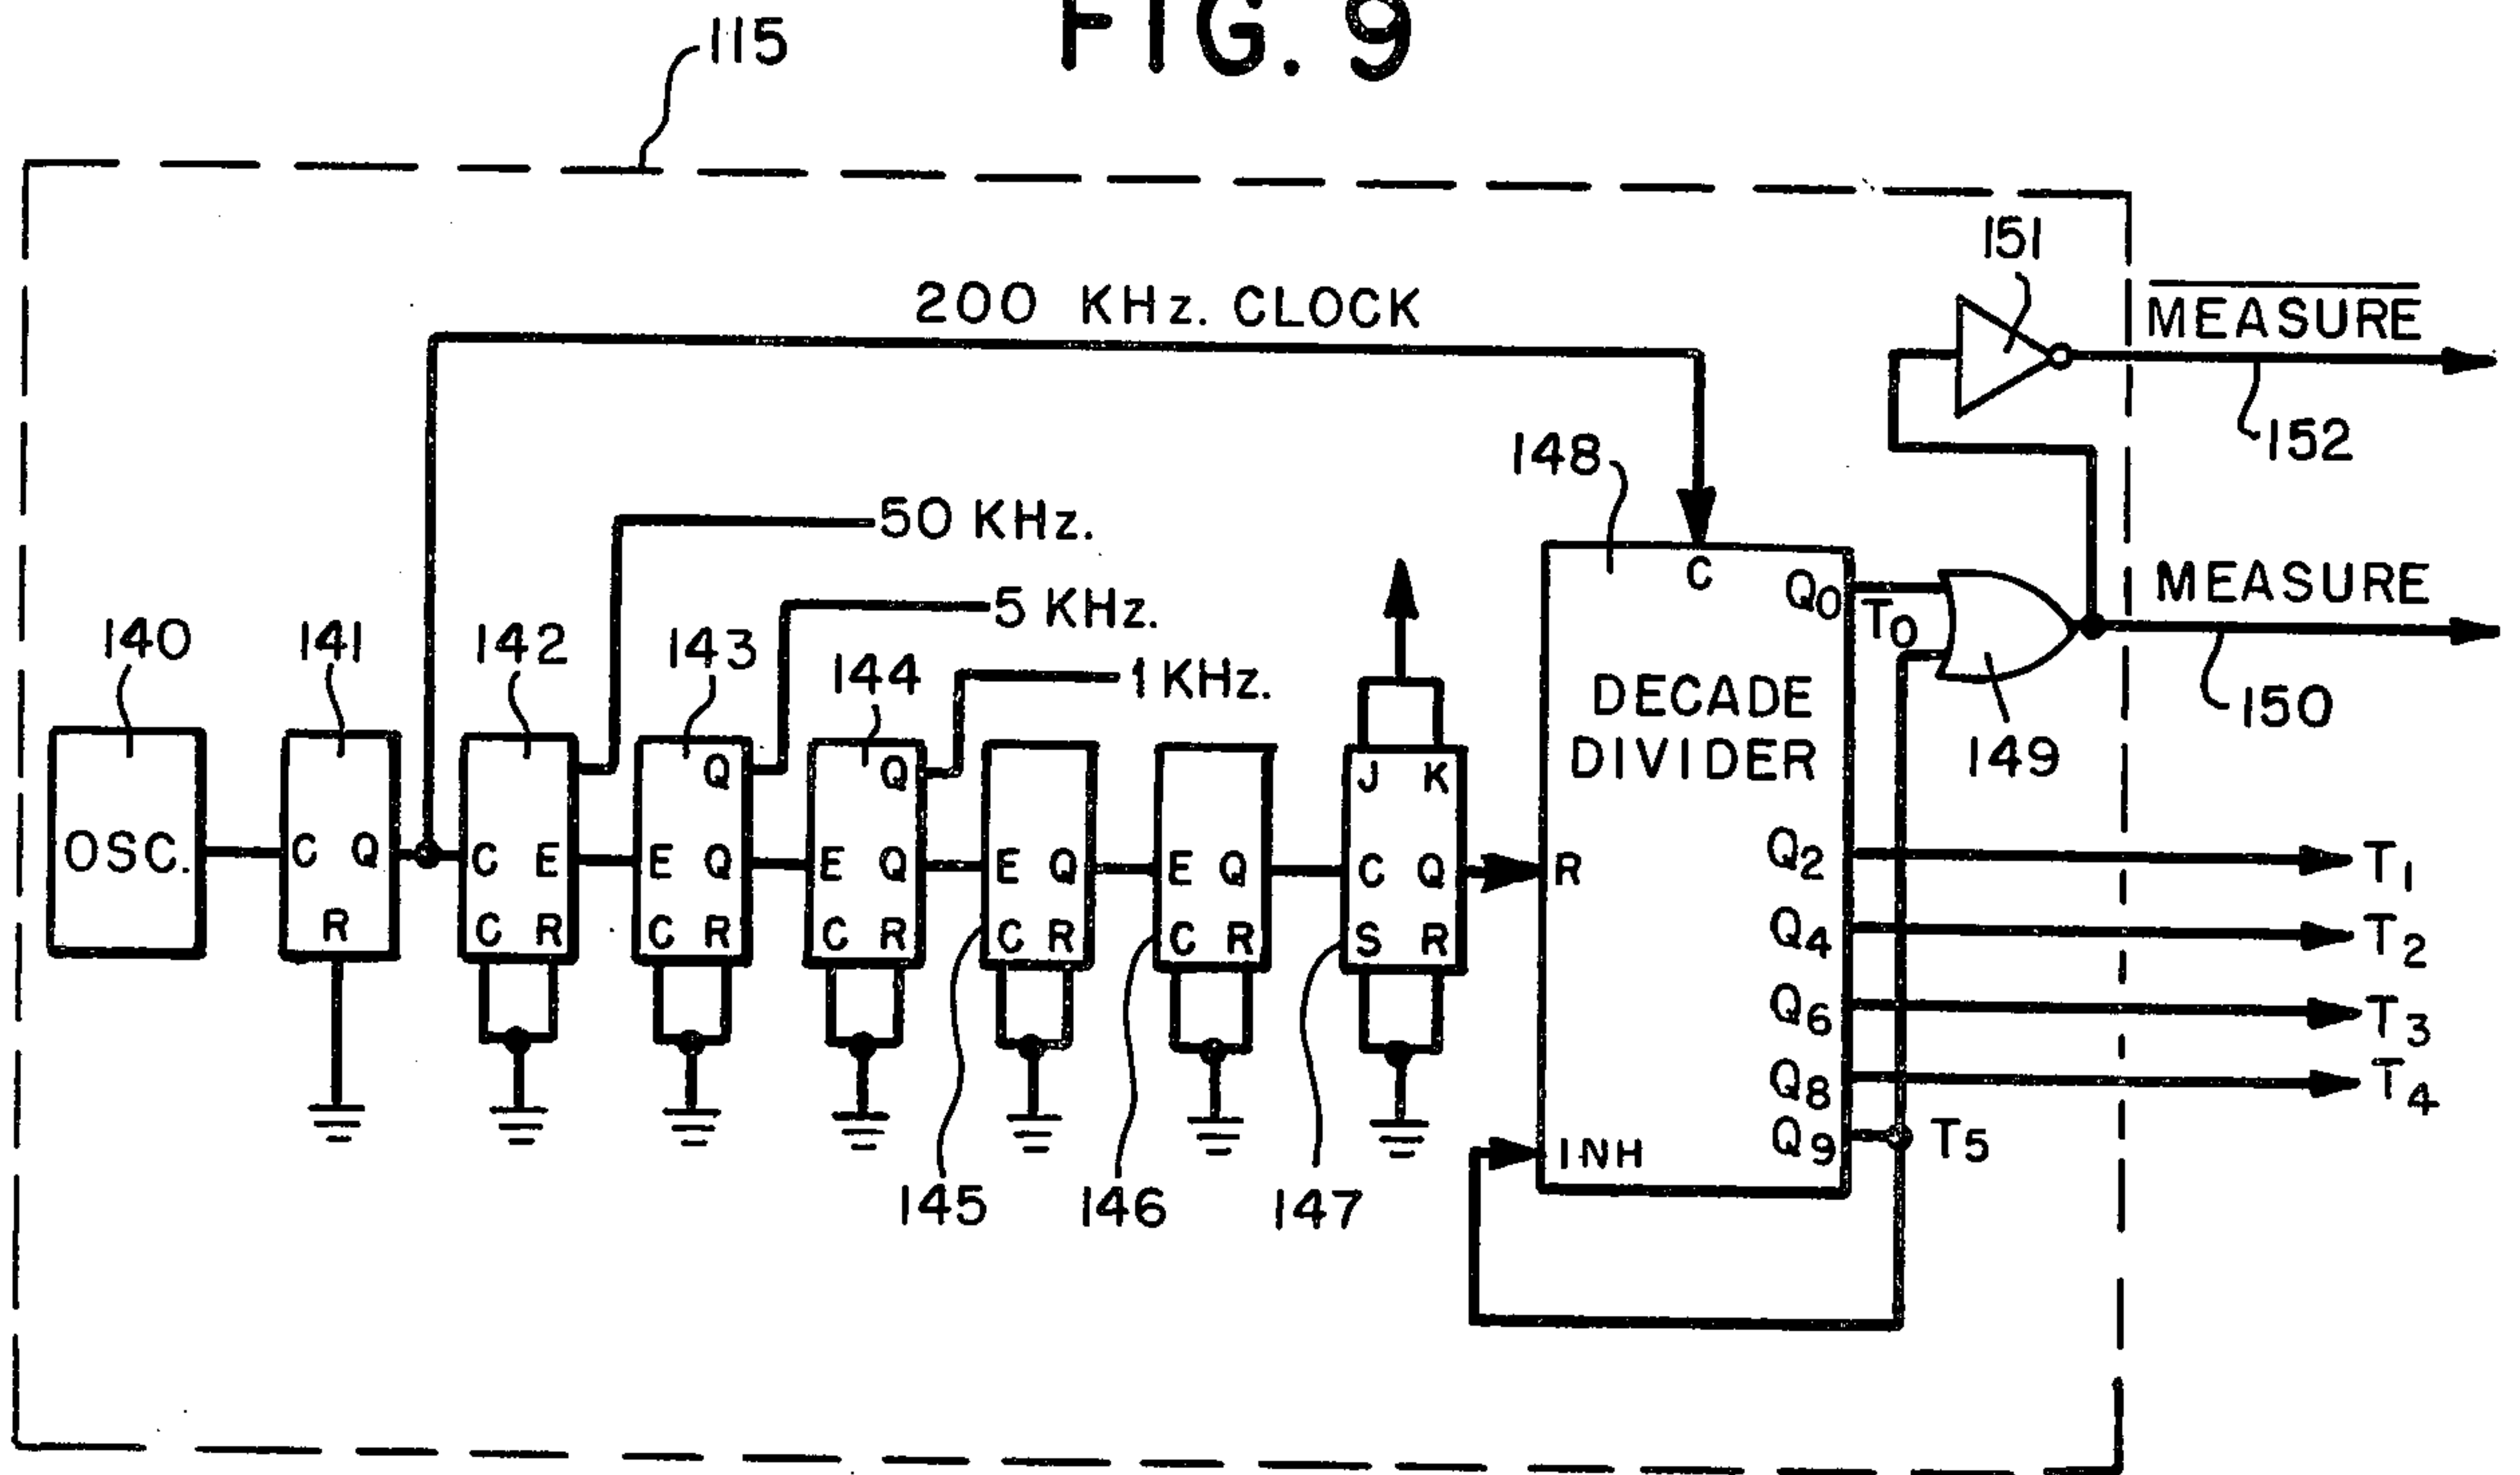 FIG. 9
115
151
200 KHz. CLOCK
MEASURE
152
148
50 KHz.
C
Q0
T0
MEASURE
5 KHz.
140
141
142
143
144
1 KHz.
150
DECADE
DIVIDER
149
OSC.
C Q
R
C E
C R
Q
E Q
C R
Q
E Q
C R
E Q
C R
E Q
C R
J K
C Q
S R
R
Q2
T1
Q4
T2
Q6
T3
Q8
T4
Q9
T5
INH
145
146
147